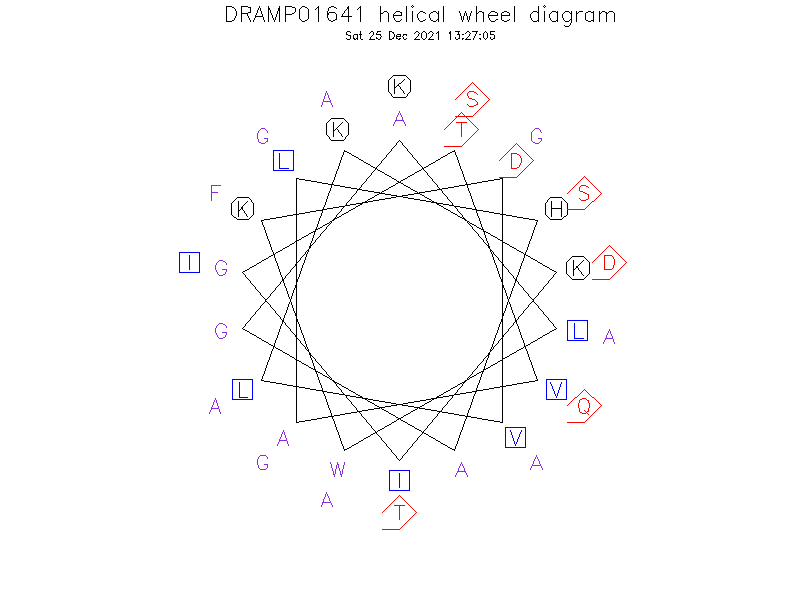 DRAMP01641 helical wheel diagram
Sat 25 Dec 2021 13:27:05
K
A S
A
K T
G G
L D
F S
K H
I D
G K
G L A
L V
A Q
A V
G W A A
I
A
T